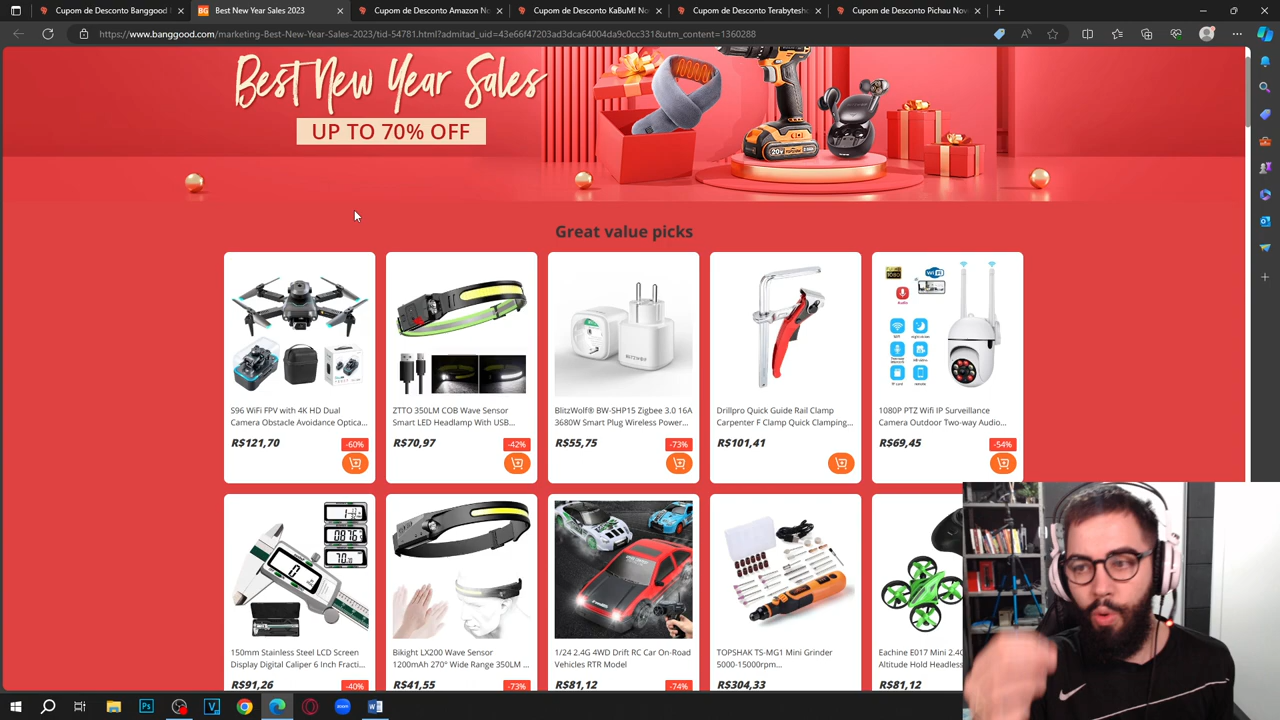 Cupom de Desconto Banggood
Best New Year Sales 2023
Cupom de Desconto Amazon No
Cupom de Desconto KaBuM! No
Cupom de Desconto Terabytesho
Cupom de Desconto Pichau Nov
https://www.banggood.com/marketing-Best-New-Year-Sales-2023/tid-54781.html?admitad_uid=43e66f47203ad3dca64004da9c0cc331&utm_content=1360288
Best New Year Sales
UP TO 70% OFF
Great value picks
S96 WiFi FPV with 4K HD Dual
Camera Obstacle Avoidance Optica...
R$121,70
-60%
ZTTO 350LM COB Wave Sensor
Smart LED Headlamp With USB...
R$70,97
-42%
BlitzWolf® BW-SHP15 Zigbee 3.0 16A
3680W Smart Plug Wireless Power...
R$55,75
-73%
Drillpro Quick Guide Rail Clamp
Carpenter F Clamp Quick Clamping...
R$101,41
1080P PTZ Wifi IP Surveillance
Camera Outdoor Two-way Audio...
R$69,45
-54%
150mm Stainless Steel LCD Screen
Display Digital Caliper 6 Inch Fracti...
R$91,26
-40%
Bikight LX200 Wave Sensor
1200mAh 270° Wide Range 350LM ...
R$41,55
-73%
1/24 2.4G 4WD Drift RC Car On-Road
Vehicles RTR Model
R$81,12
-74%
TOPSHAK TS-MG1 Mini Grinder
5000-15000rpm...
R$304,33
Eachine E017 Mini 2.4G
Altitude Hold Headless
R$81,12